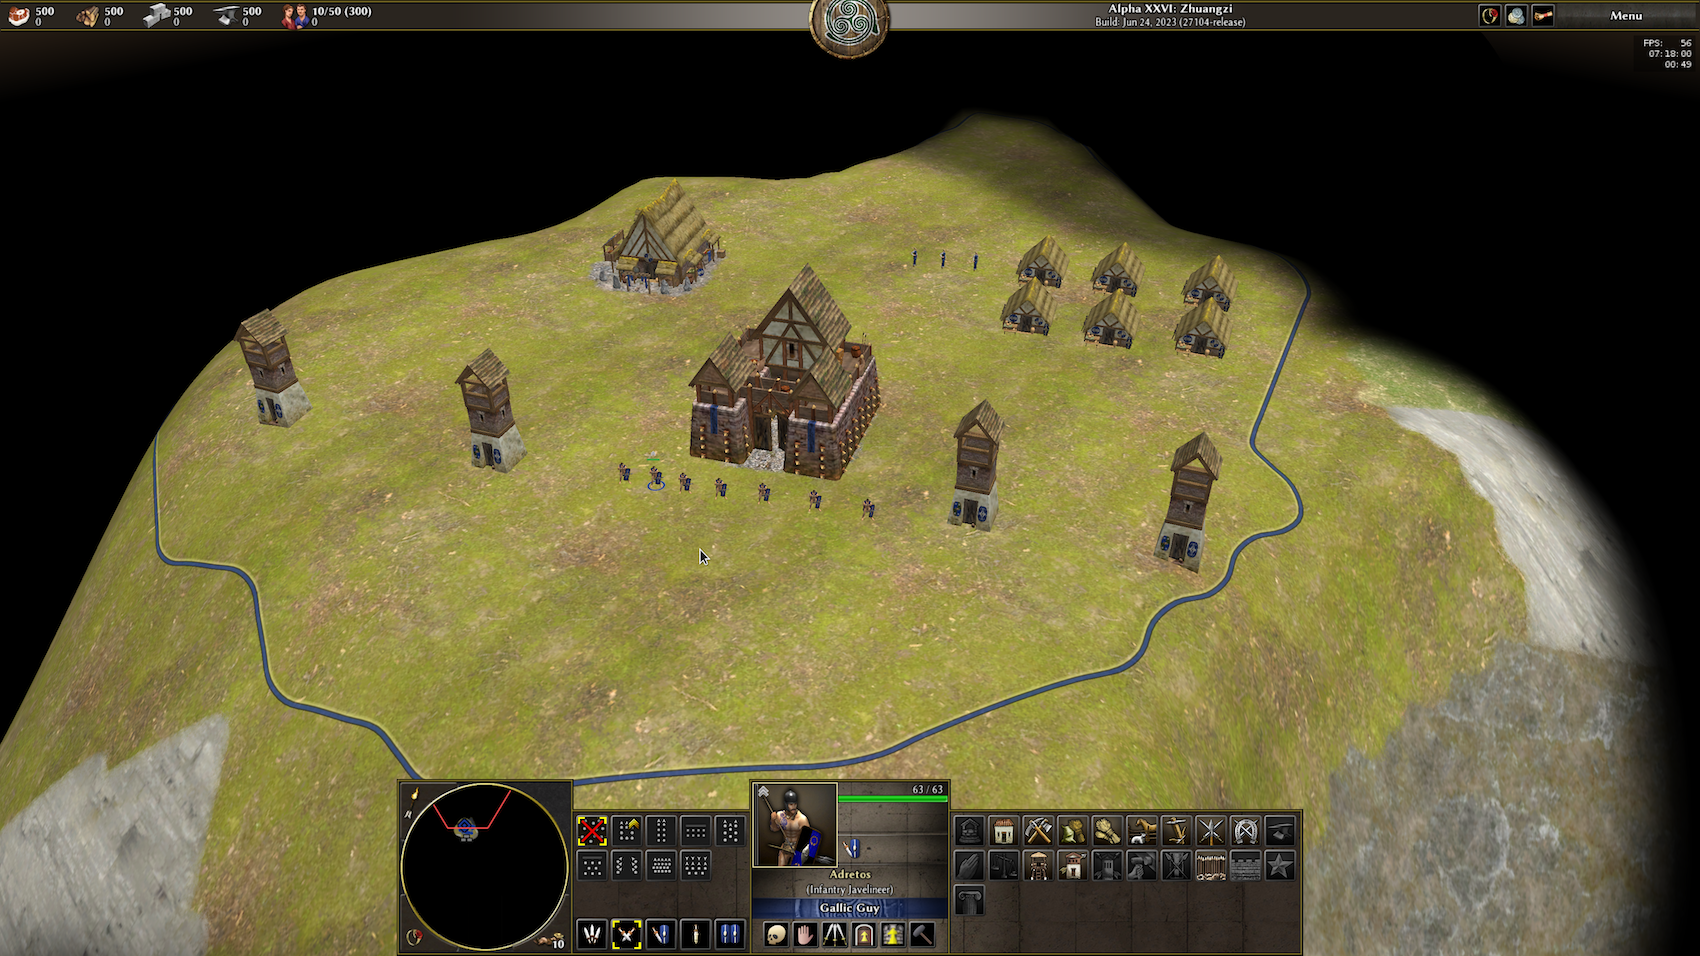 500
0
500
0
500
0
500
0
10/50 (300)
0
Alpha XXVI: Zhuangzi
Build: Jun 24, 2023 (27104-release)
Menu
FPS: 56
07:18:00
00:49
63 / 63
Adretos
(Infantry Javelineer)
Gallic Guy
10